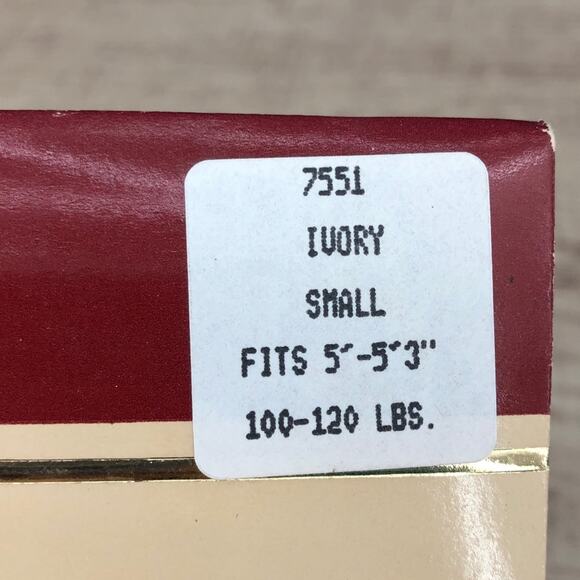 7551
IVORY
SMALL
FITS 5'-5'3"
100-120 LBS.